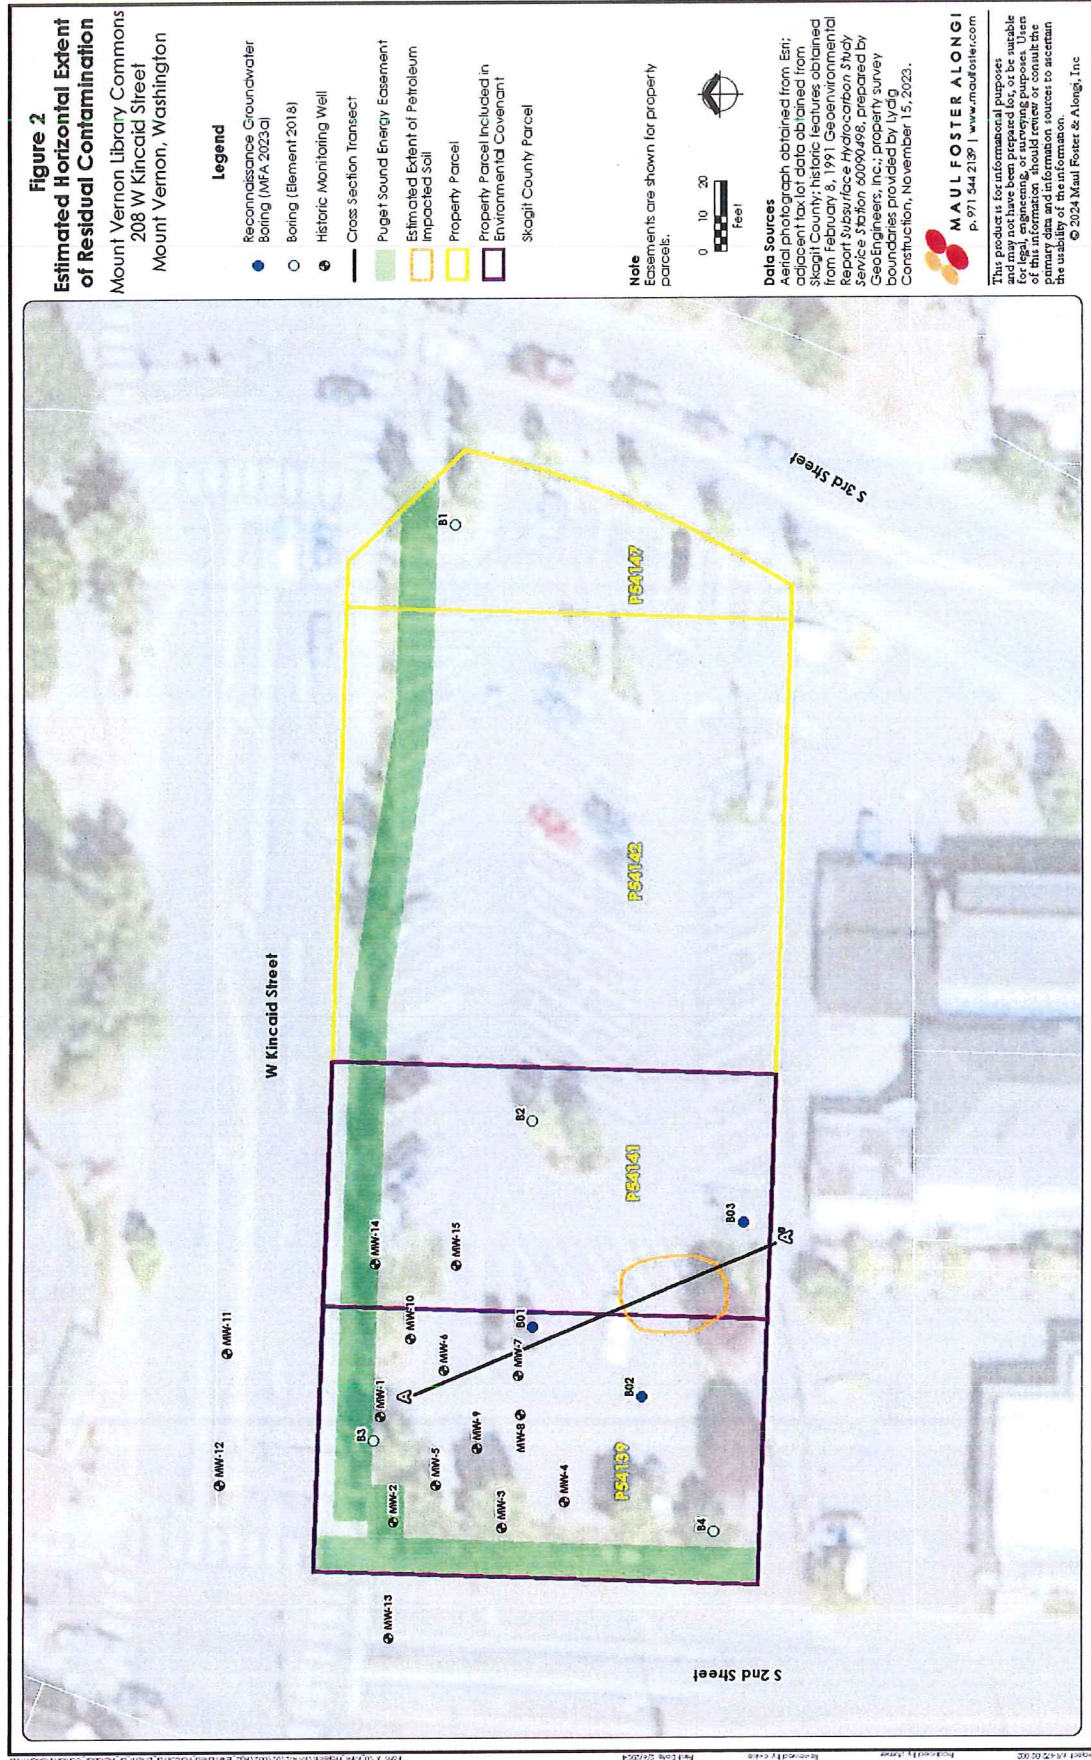 Figure 2
Estimated Horizontal Extent
of Residual Contamination
Mount Vernon Library Commons
208 W Kincaid Street
Mount Vernon, Washington
Legend
Reconnaissance Groundwater
Boring (MFA 2023a)
Boring (Element 2018)
Historic Monitoring Well
Cross Section Transect
Puget Sound Energy Easement
Estimated Extent of Petroleum
Impacted Soil
Property Parcel
Property Parcel Included in
Environmental Covenant
Skagit County Parcel
Note
Easements are shown for property
parcels.
0 10 20
Feet
Data Sources
Aerial photograph obtained from Esri;
adjacent taxlot data obtained from
Skagit County; historic features obtained
from February 8, 1991 Geoenvironmental
Report Subsurface Hydrocarbon Study
Service Station 60090498, prepared by
GeoEngineers, Inc.; property survey
boundaries provided by Lydig
Construction, November 15, 2023.
MAUL FOSTER ALONGI
p. 971 544 2139 | www.maulfoster.com
This product is for informational purposes
and may not have been prepared for, or be suitable
for legal, engineering, or surveying purposes. Users
of this information should review or consult the
primary data and information sources to ascertain
the usability of the information.
© 2024 Maul Foster & Alongi, Inc
W Kincaid Street
S 3rd Street
S 2nd Street
MW-12
MW-11
MW-13
B3
MW-1
MW-2
MW-14
A
MW-10
MW-5
MW-6
MW-15
MW-9
MW-3
MW-8
MW-7
B01
MW-4
B02
B03
B4
B2
B1
A'
P54139
P54141
P54142
P54147